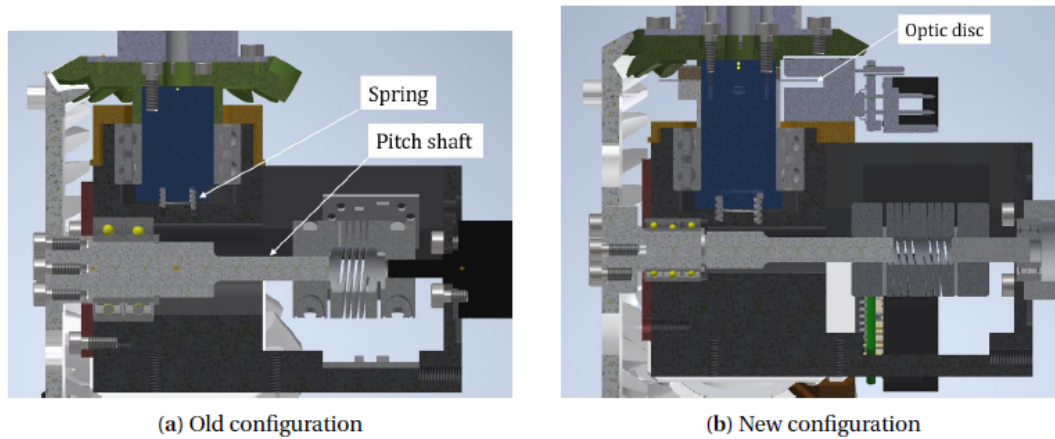 Spring
Pitch shaft
Optic disc
(a) Old configuration
(b) New configuration